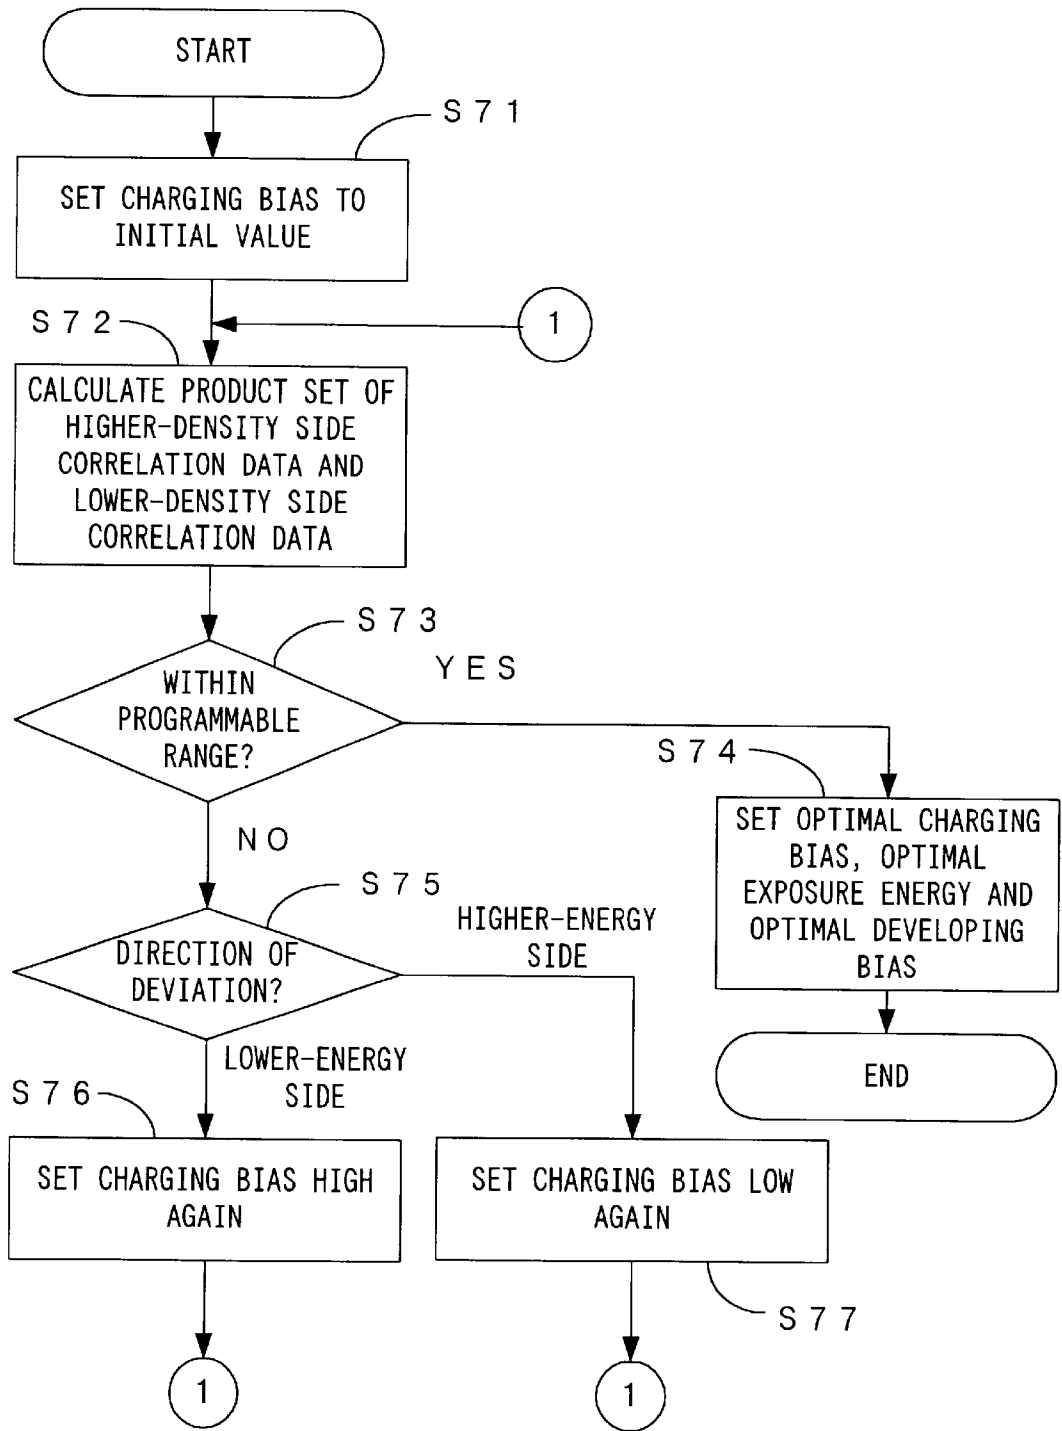 START
S71
SET CHARGING BIAS TO
INITIAL VALUE
S72
1
CALCULATE PRODUCT SET OF
HIGHER-DENSITY SIDE
CORRELATION DATA AND
LOWER-DENSITY SIDE
CORRELATION DATA
S73
YES
WITHIN
PROGRAMMABLE
RANGE?
S74
SET OPTIMAL CHARGING
BIAS, OPTIMAL
EXPOSURE ENERGY AND
OPTIMAL DEVELOPING
BIAS
NO
S75
HIGHER-ENERGY
SIDE
DIRECTION OF
DEVIATION?
END
LOWER-ENERGY
SIDE
S76
SET CHARGING BIAS HIGH
AGAIN
SET CHARGING BIAS LOW
AGAIN
S77
1
1